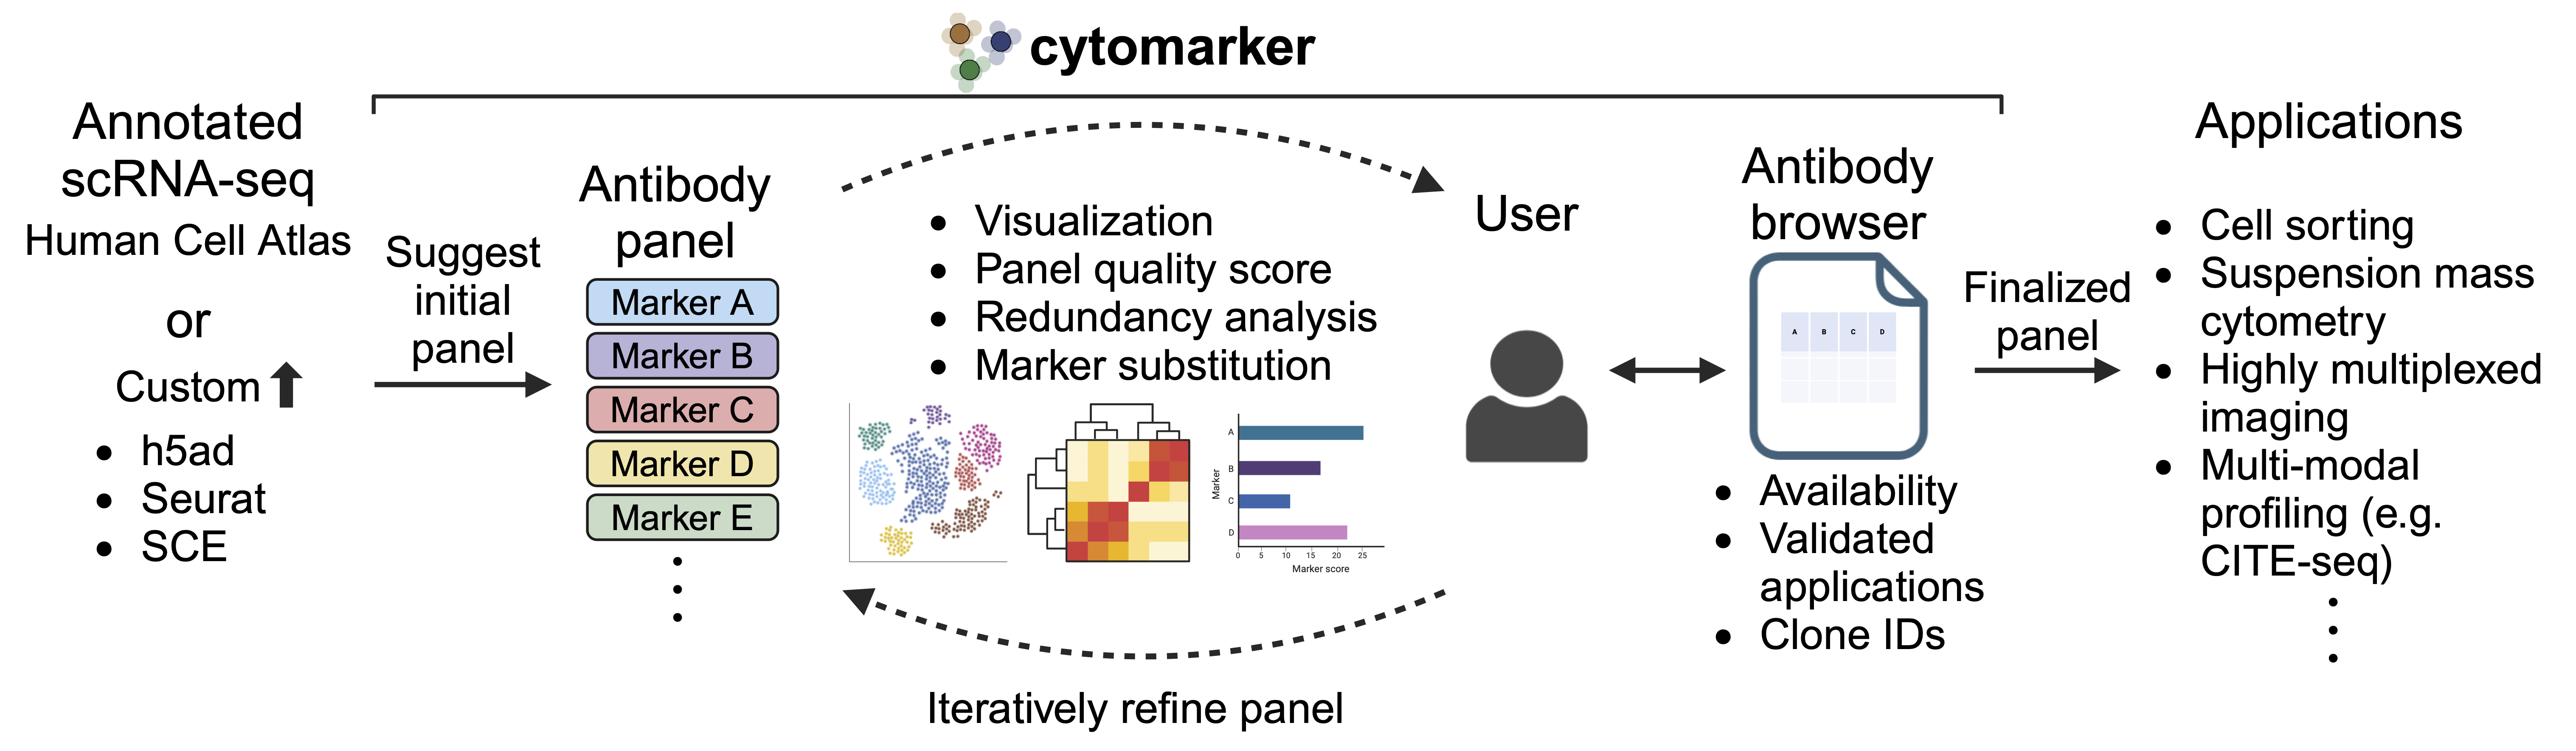 cytomarker
Annotated
scRNA-seq
Human Cell Atlas
or
Custom
• h5ad
• Seurat
• SCE
Suggest
initial
panel
Antibody
panel
Marker A
Marker B
Marker C
Marker D
Marker E
• Visualization
• Panel quality score
• Redundancy analysis
• Marker substitution
Marker
A
B
C
D
0 5 10 15 20 25
Marker score
Iteratively refine panel
User
Antibody
browser
A B C D
• Availability
• Validated
applications
• Clone IDs
Finalized
panel
Applications
• Cell sorting
• Suspension mass
cytometry
• Highly multiplexed
imaging
• Multi-modal
profiling (e.g.
CITE-seq)